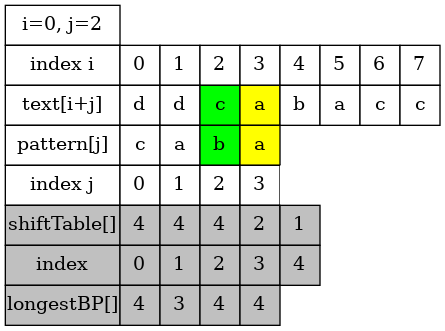 i=0, j=2
index i 0 1 2 3 4 5 6 7
text[i+j] d d c a b a c c
pattern[j] c a b a
index j 0 1 2 3
shiftTable[] 4 4 4 2 1
index 0 1 2 3 4
longestBP[] 4 3 4 4